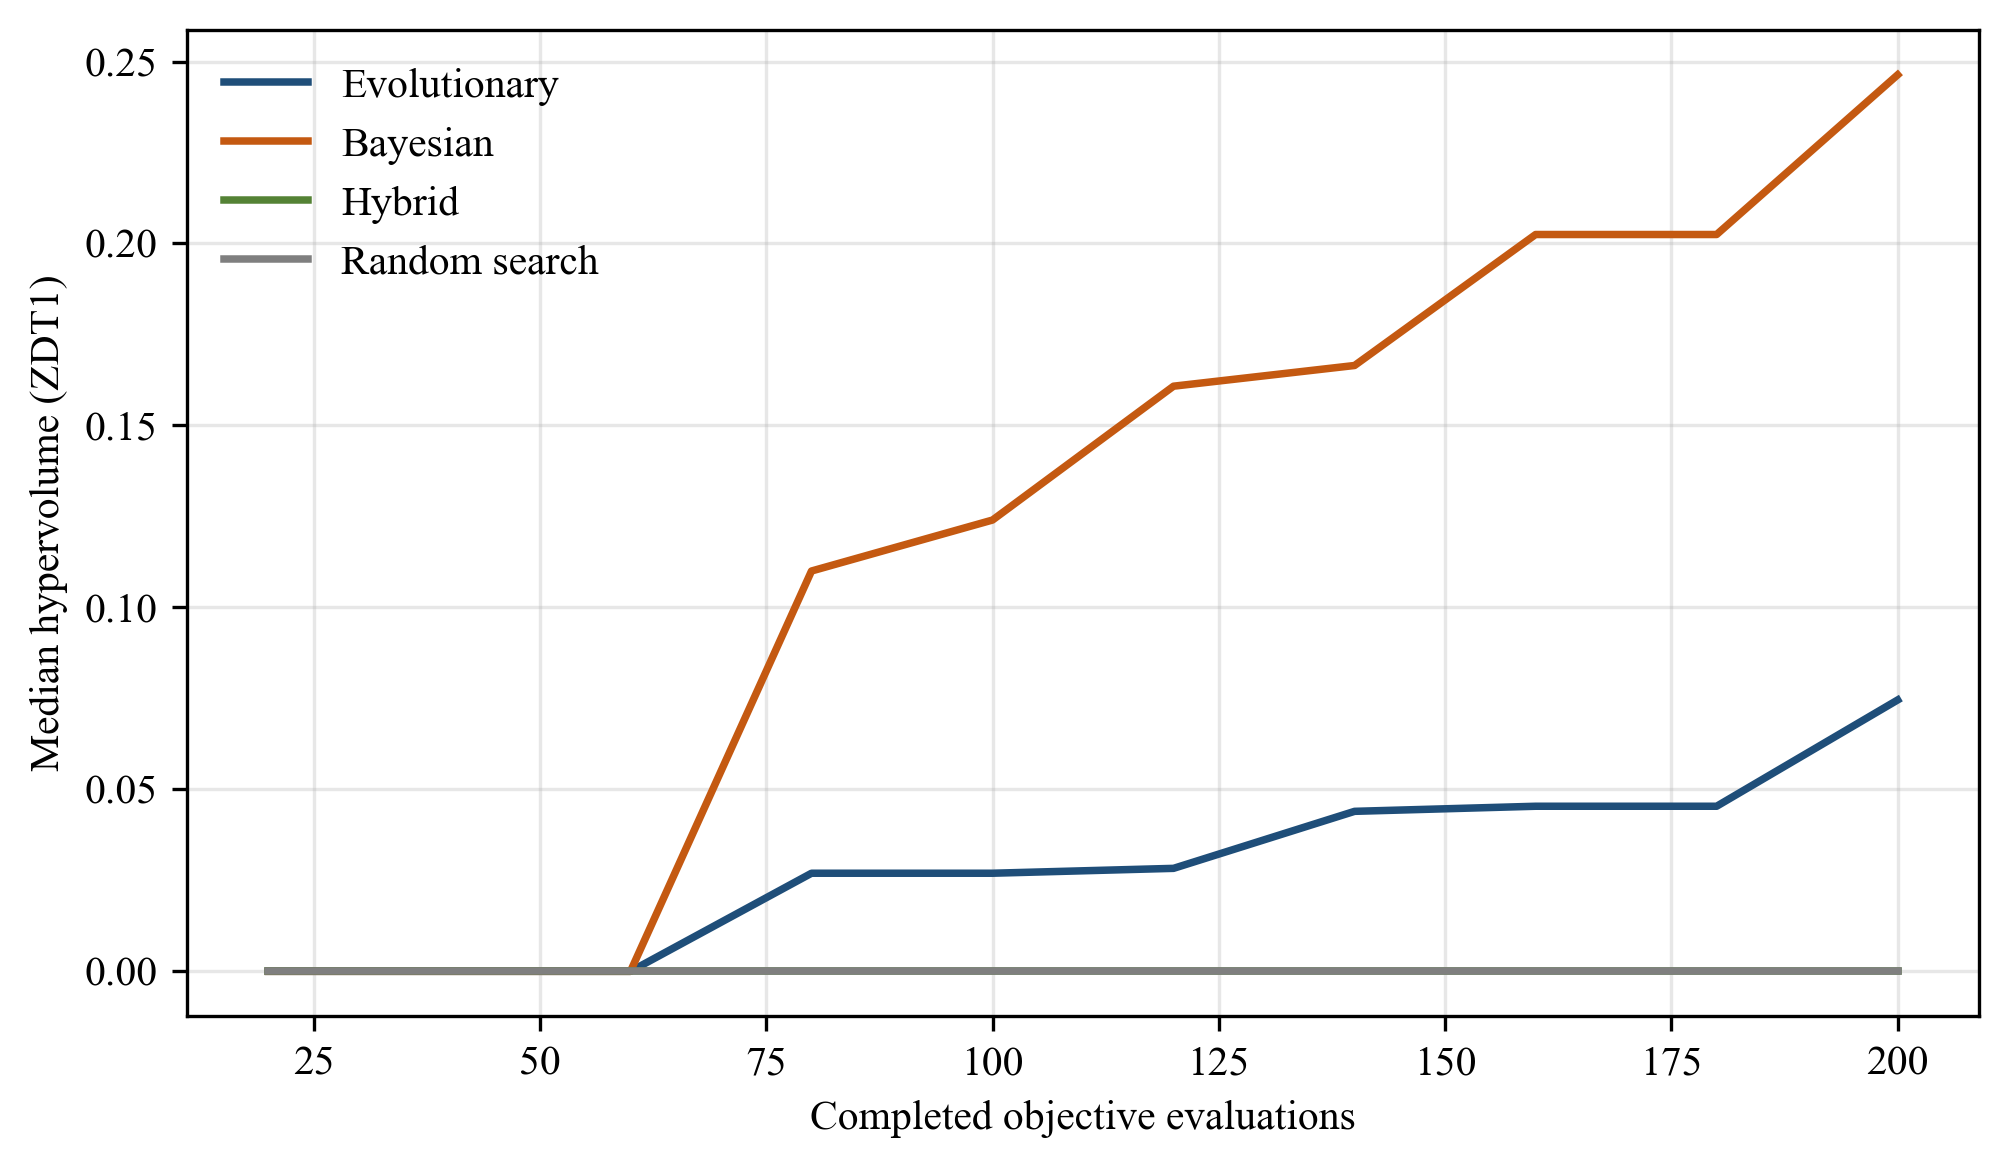 Median hypervolume (ZDT1)
0.25
0.20
0.15
0.10
0.05
0.00
Evolutionary
Bayesian
Hybrid
Random search
25 50 75 100 125 150 175 200
Completed objective evaluations